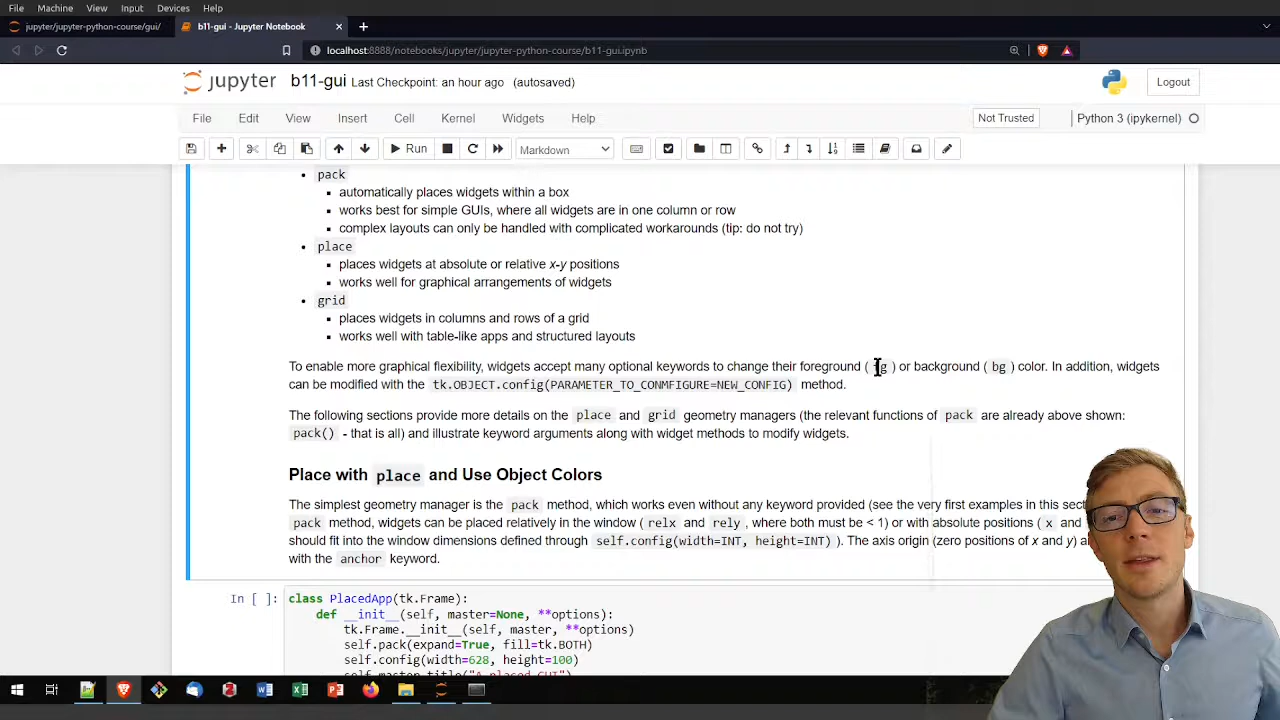 File Machine View Input Devices Help
jupyter/jupyter-python-course/gui/ b11-gui - Jupyter Notebook
localhost:8888/notebooks/jupyter/jupyter-python-course/b11-gui.ipynb
jupyter b11-gui Last Checkpoint: an hour ago (autosaved) Logout
File Edit View Insert Cell Kernel Widgets Help Not Trusted Python 3 (ipykernel)
Run Markdown
pack
automatically places widgets within a box
works best for simple GUIs, where all widgets are in one column or row
complex layouts can only be handled with complicated workarounds (tip: do not try)
place
places widgets at absolute or relative x-y positions
works well for graphical arrangements of widgets
grid
places widgets in columns and rows of a grid
works well with table-like apps and structured layouts
To enable more graphical flexibility, widgets accept many optional keywords to change their foreground ( fg ) or background ( bg ) color. In addition, widgets
can be modified with the tk.OBJECT.config(PARAMETER_TO_CONMFIGURE=NEW_CONFIG) method.
The following sections provide more details on the place and grid geometry managers (the relevant functions of pack are already above shown:
pack() - that is all) and illustrate keyword arguments along with widget methods to modify widgets.
Place with place and Use Object Colors
The simplest geometry manager is the pack method, which works even without any keyword provided (see the very first examples in this
pack method, widgets can be placed relatively in the window ( relx and rely, where both must be < 1) or with absolute positions ( x and
should fit into the window dimensions defined through self.config(width=INT, height=INT) ). The axis origin (zero positions of x and y)
with the anchor keyword.
In [ ]: class PlacedApp(tk.Frame):
def __init__(self, master=None, **options):
tk.Frame.__init__(self, master, **options)
self.pack(expand=True, fill=tk.BOTH)
self.config(width=628, height=100)
self.master.title("A placed GUI")